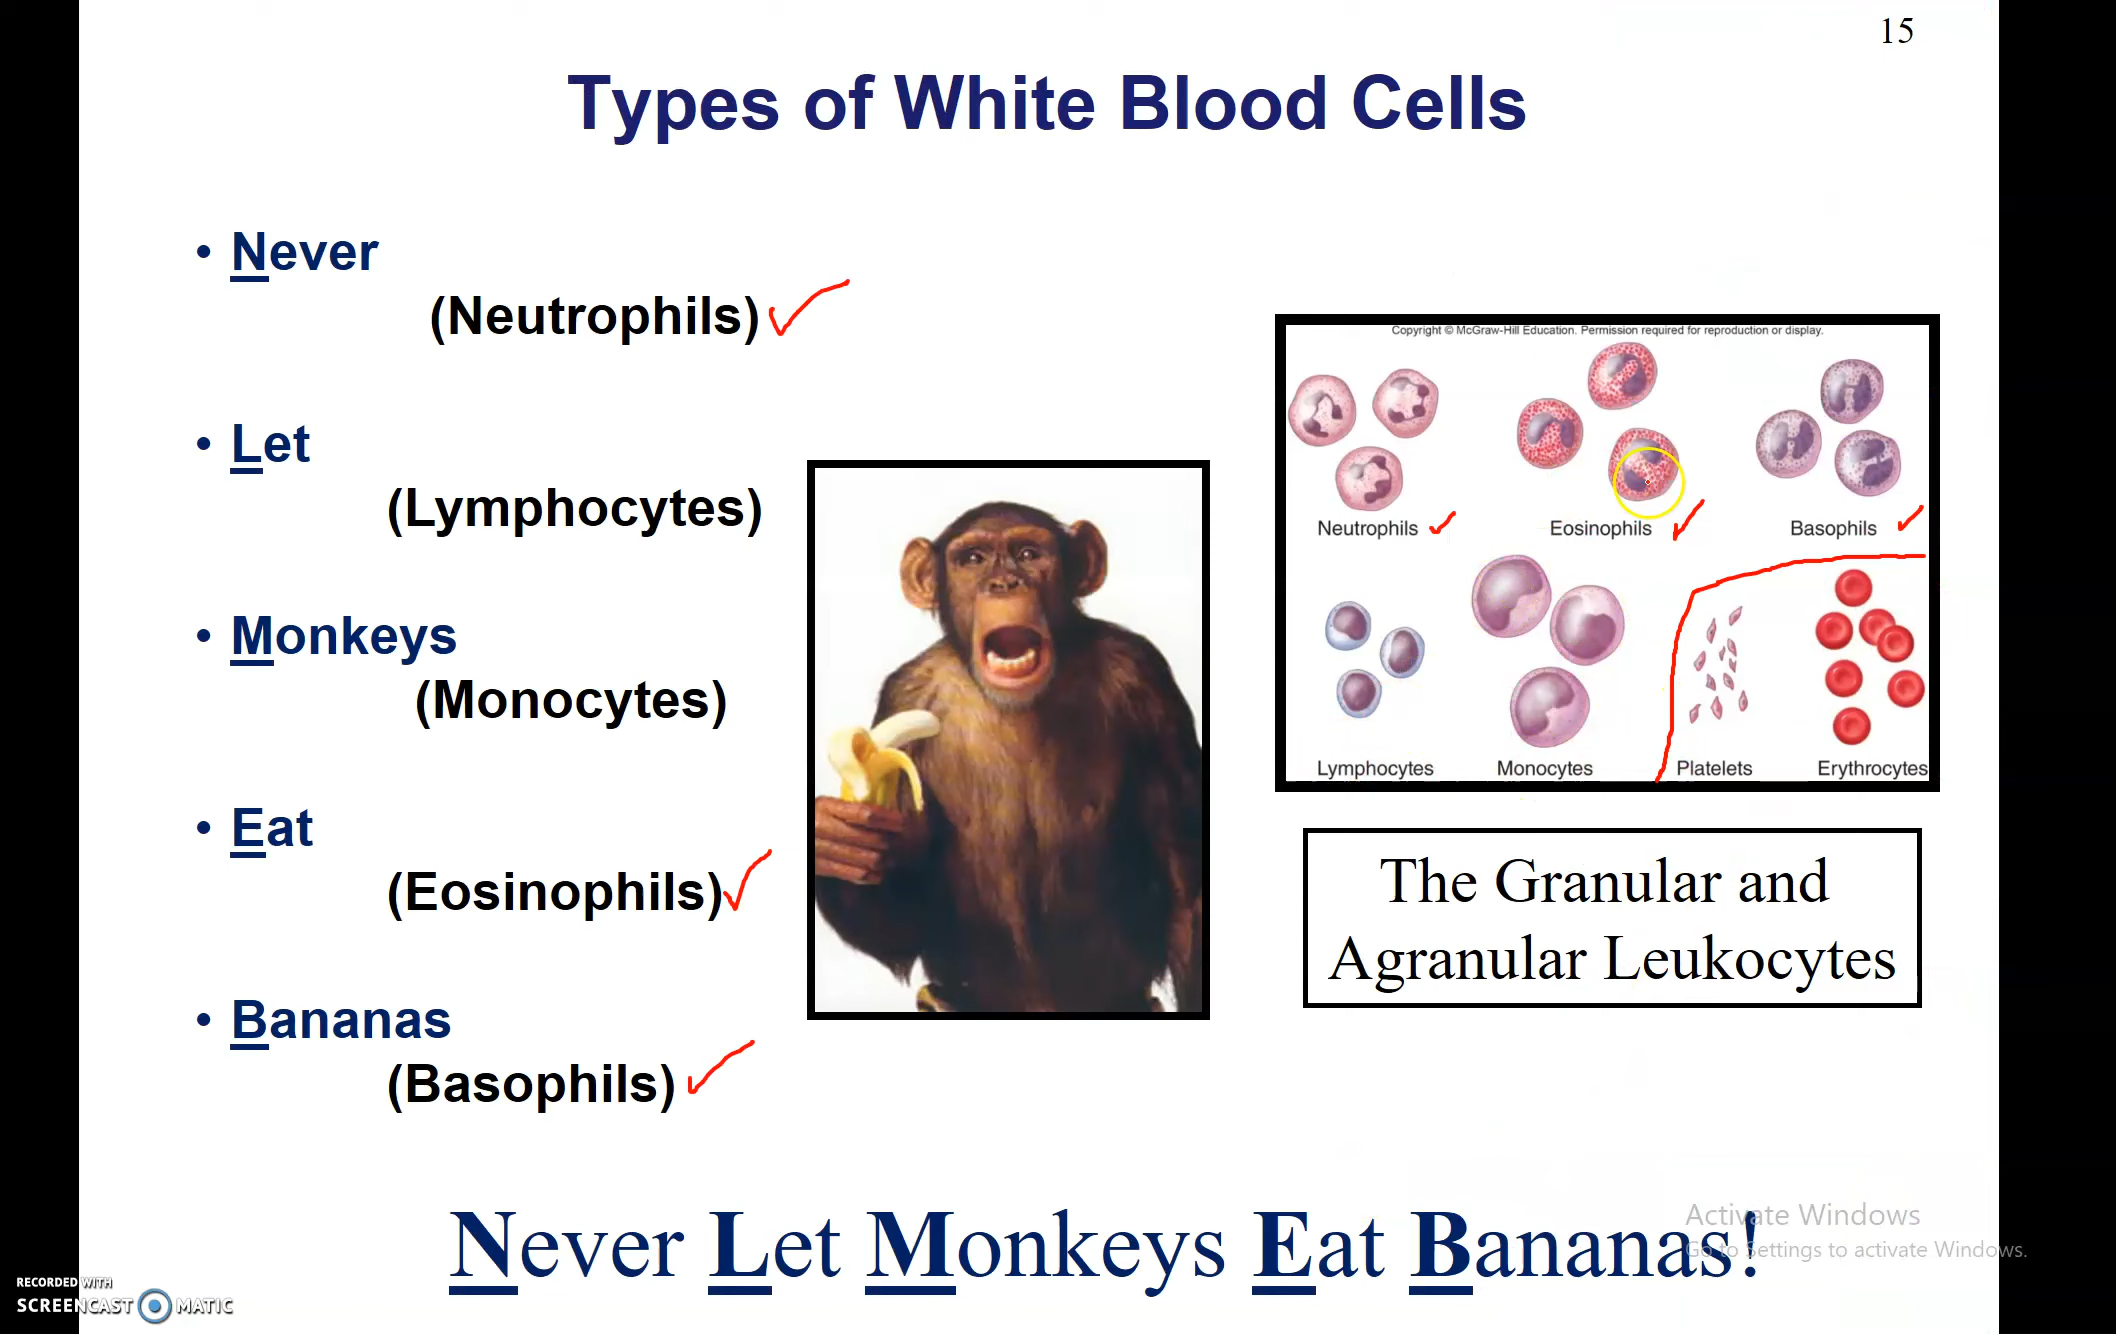 15
Types of White Blood Cells
• Never
(Neutrophils)
• Let
(Lymphocytes)
• Monkeys
(Monocytes)
• Eat
(Eosinophils)
• Bananas
(Basophils)
Copyright © McGraw-Hill Education. Permission required for reproduction or display.
Neutrophils Eosinophils Basophils
Lymphocytes Monocytes Platelets Erythrocytes
The Granular and
Agranular Leukocytes
Never Let Monkeys Eat Bananas!
Activate Windows
Go to Settings to activate Windows.
RECORDED WITH
SCREENCAST MATIC